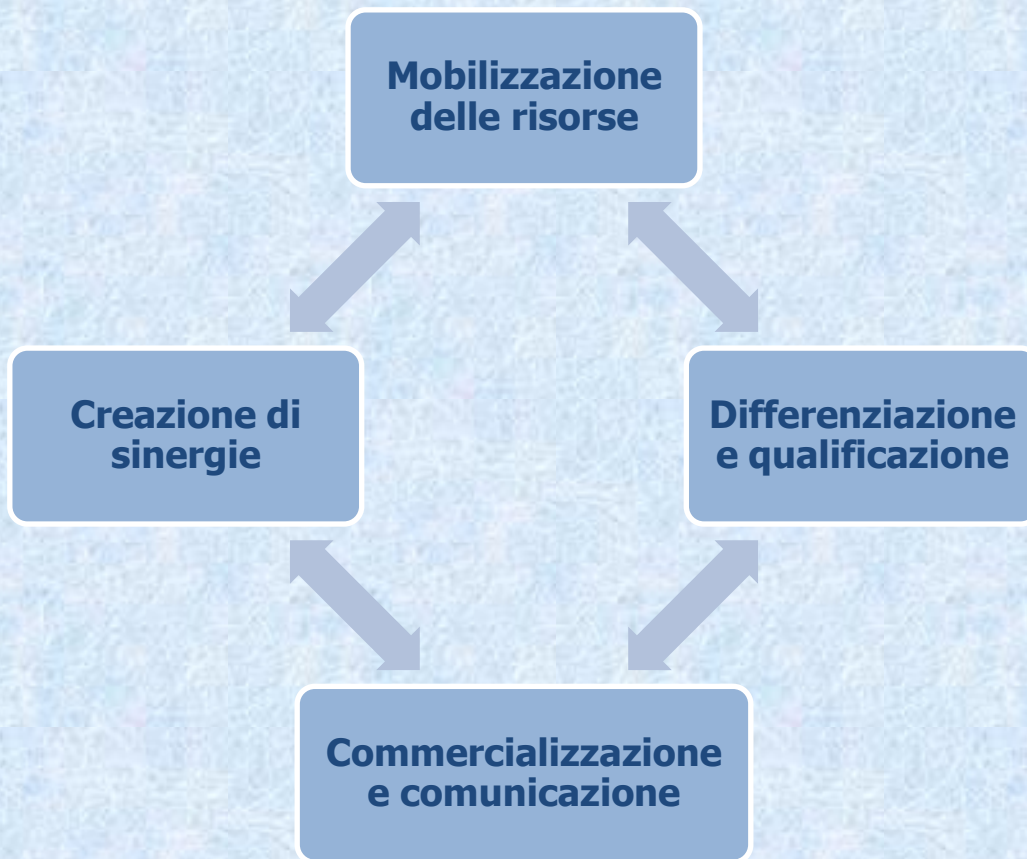 Mobilizzazione
delle risorse
Creazione di
sinergie
Differenziazione
e qualificazione
Commercializzazione
e comunicazione